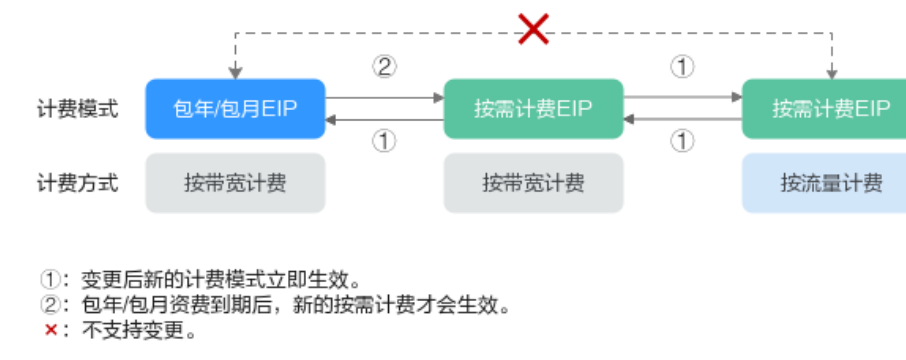 ② ①
计费模式 包年/包月EIP 按需计费EIP 按需计费EIP
① ①
计费方式 按带宽计费 按带宽计费 按流量计费
①：变更后新的计费模式立即生效。
②：包年/包月资费到期后，新的按需计费才会生效。
×：不支持变更。